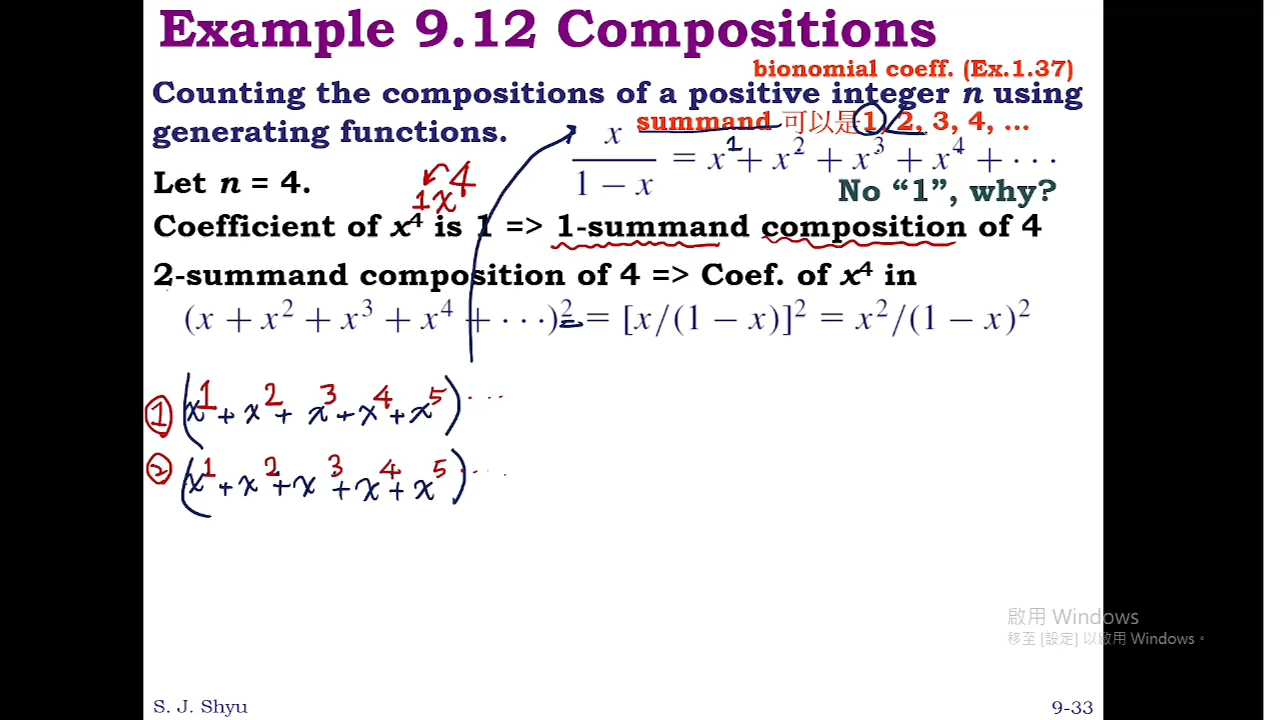 Example 9.12 Compositions
bionomial coeff. (Ex.1.37)
Counting the compositions of a positive integer n using
generating functions.
summand 可以是1, 2, 3, 4, ...
x/(1 − x) = x¹ + x² + x³ + x⁴ + · · ·
Let n = 4.
4
1x
No “1”, why?
Coefficient of x⁴ is 1 => 1-summand composition of 4
2-summand composition of 4 => Coef. of x⁴ in
(x + x² + x³ + x⁴ + · · ·)² = [x/(1 − x)]² = x²/(1 − x)²
① (x¹ + x² + x³ + x⁴ + x⁵) ...
② (x¹ + x² + x³ + x⁴ + x⁵) ...
啟用 Windows
移至 [設定] 以啟用 Windows。
S. J. Shyu
9-33